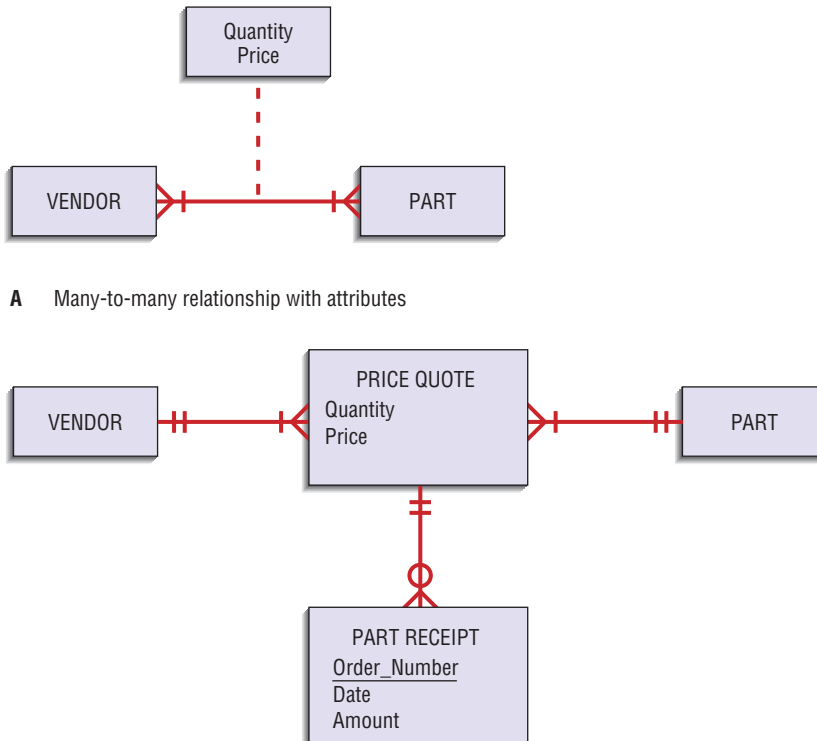 Quantity
Price
VENDOR
PART
A Many-to-many relationship with attributes
PRICE QUOTE
Quantity
Price
VENDOR
PART
PART RECEIPT
Order_Number
Date
Amount